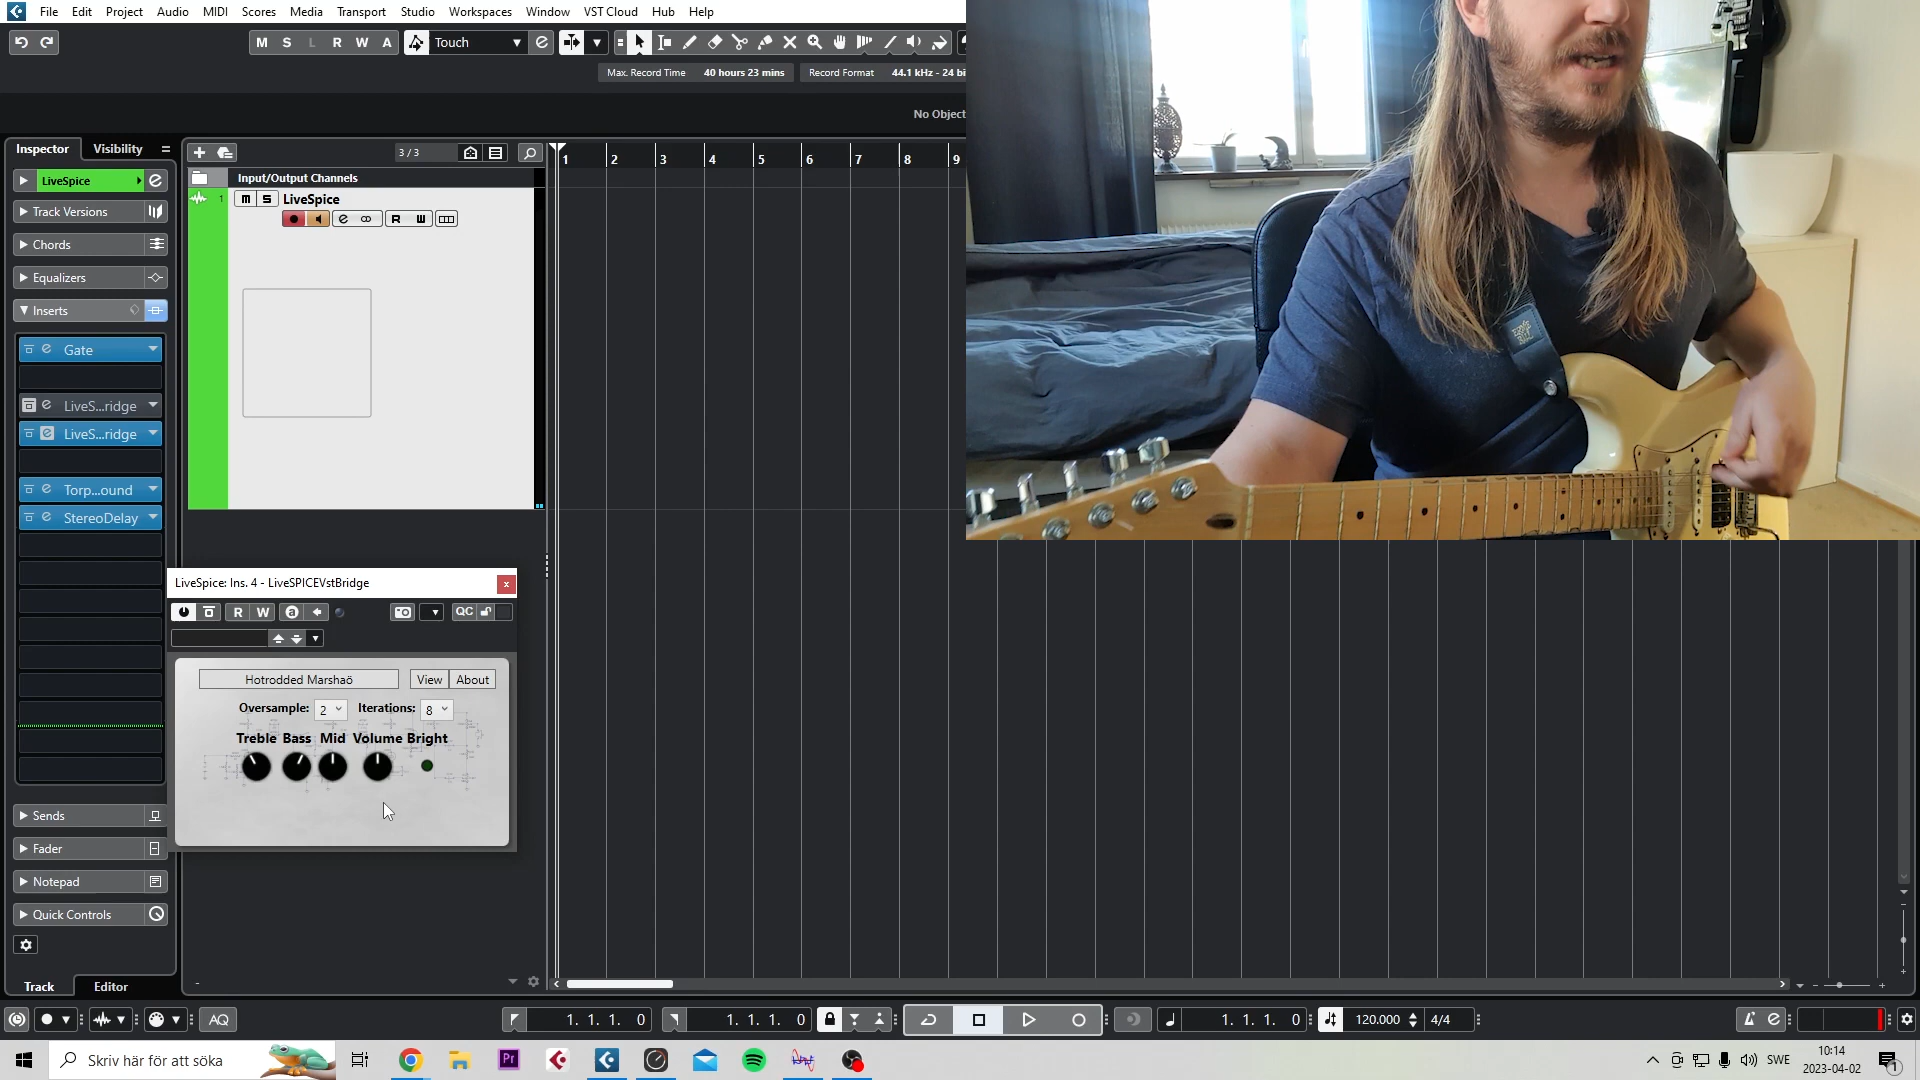 File Edit Project Audio MIDI Scores Media Transport Studio Workspaces Window VST Cloud Hub Help
M S L R W A Touch
Max. Record Time 40 hours 23 mins Record Format 44.1 kHz - 24 bi
No Object
Inspector Visibility
3 / 3
1 2 3 4 5 6 7 8 9
LiveSpice
Input/Output Channels
1 m S LiveSpice
R W
Track Versions
Chords
Equalizers
Inserts
Gate
LiveS...ridge
LiveS...ridge
Torp...ound
StereoDelay
LiveSpice: Ins. 4 - LiveSPICEVstBridge x
R W a QC
Hotrodded Marshaö View About
Oversample: 2 Iterations: 8
Treble Bass Mid Volume Bright
Sends
Fader
Notepad
Quick Controls
Track Editor
AQ
1. 1. 1. 0
1. 1. 1. 0
1. 1. 1. 0
120.000
4/4
Skriv här för att söka
Pr
SWE
10:14
2023-04-02
1